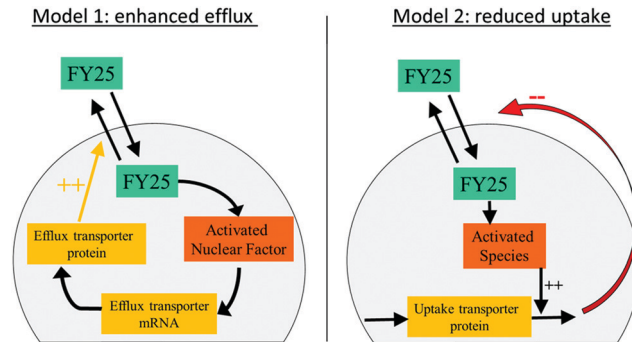 Model 1: enhanced efflux
FY25
FY25
++
Efflux transporter
protein
Activated
Nuclear Factor
Efflux transporter
mRNA
Model 2: reduced uptake
FY25
--
FY25
Activated
Species
++
Uptake transporter
protein